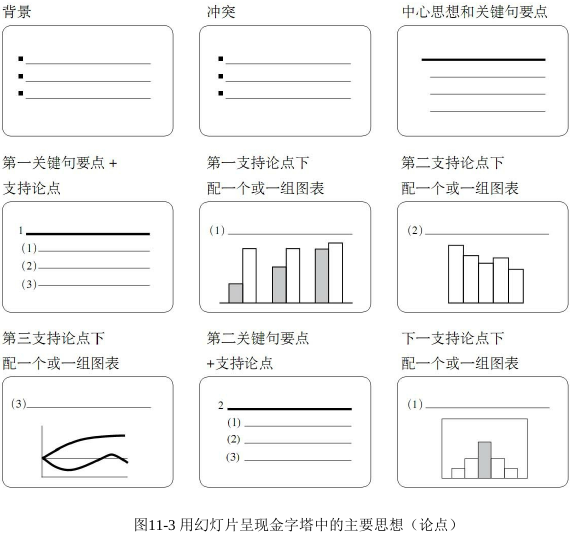 背景
冲突
中心思想和关键句要点
第一关键句要点 +
支持论点
第一支持论点下
配一个或一组图表
第二支持论点下
配一个或一组图表
1
(1)
(2)
(3)
(1)
(2)
第三支持论点下
配一个或一组图表
第二关键句要点
+支持论点
下一支持论点下
配一个或一组图表
(3)
2
(1)
(2)
(3)
(1)
图11-3 用幻灯片呈现金字塔中的主要思想（论点）